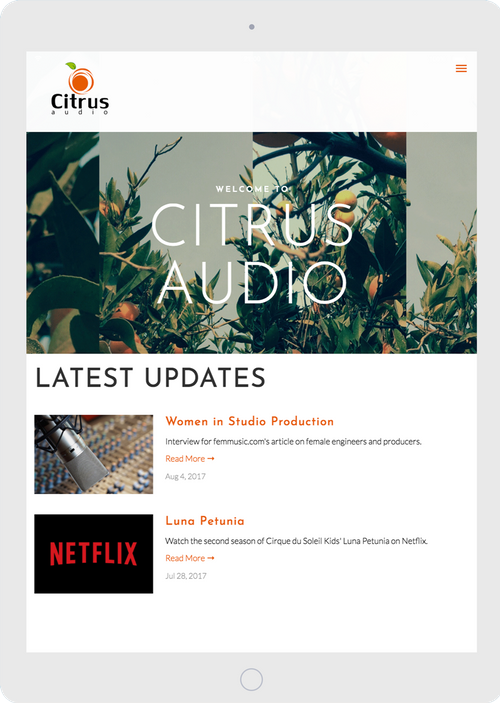 Citrus
audio
WELCOME TO
CITRUS
AUDIO
LATEST UPDATES
Women in Studio Production
Interview for femmusic.com's article on female engineers and producers.
Read More ➞
Aug 4, 2017
NETFLIX
Luna Petunia
Watch the second season of Cirque du Soleil Kids' Luna Petunia on Netflix.
Read More ➞
Jul 28, 2017